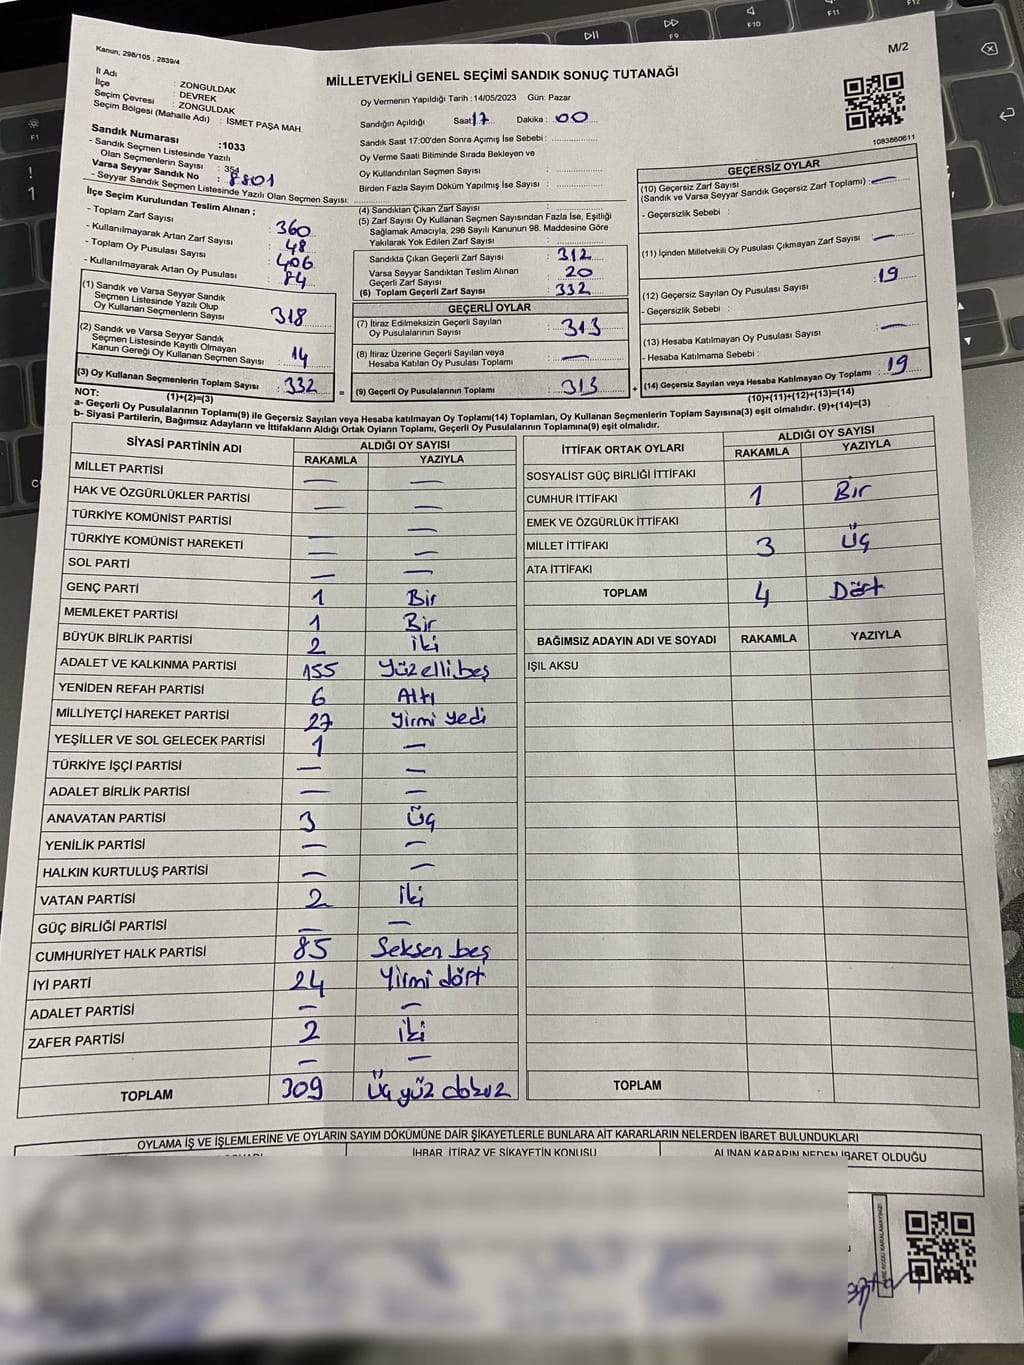 Kanun; 298/105 , 2839/4
M/2
MİLLETVEKİLİ GENEL SEÇİMİ SANDIK SONUÇ TUTANAĞI
İl Adı : ZONGULDAK
İlçe : DEVREK
Seçim Çevresi : ZONGULDAK
Seçim Bölgesi (Mahalle Adı) : İSMET PAŞA MAH.
Sandık Numarası :1033
- Sandık Seçmen Listesinde Yazılı
Olan Seçmenlerin Sayısı : 354
Varsa Seyyar Sandık No : 8801
- Seyyar Sandık Seçmen Listesinde Yazılı Olan Seçmen Sayısı:
Oy Vermenin Yapıldığı Tarih :14/05/2023 Gün: Pazar
Sandığın Açıldığı Saat 17 Dakika : 00
Sandık Saat 17:00'den Sonra Açımış İse Sebebi :
Oy Verme Saati Bitiminde Sırada Bekleyen ve
Oy Kullandırılan Seçmen Sayısı :
Birden Fazla Sayım Döküm Yapılmış İse Sayısı :
1083860611
İlçe Seçim Kurulundan Teslim Alınan ;
- Toplam Zarf Sayısı : 360
- Kullanılmayarak Artan Zarf Sayısı : 48
- Toplam Oy Pusulası Sayısı : 406
- Kullanılmayarak Artan Oy Pusulası : 84
(1) Sandık ve Varsa Seyyar Sandık
Seçmen Listesinde Yazılı Olup
Oy Kullanan Seçmenlerin Sayısı : 318
(2) Sandık ve Varsa Seyyar Sandık
Seçmen Listesinde Kayıtlı Olmayan
Kanun Gereği Oy Kullanan Seçmen Sayısı : 14
(3) Oy Kullanan Seçmenlerin Toplam Sayısı : 332
(1)+(2)=(3)
(4) Sandıktan Çıkan Zarf Sayısı :
(5) Zarf Sayısı Oy Kullanan Seçmen Sayısından Fazla İse, Eşitliği
Sağlamak Amacıyla, 298 Sayılı Kanunun 98. Maddesine Göre
Yakılarak Yok Edilen Zarf Sayısı :
Sandıkta Çıkan Geçerli Zarf Sayısı : 312
Varsa Seyyar Sandıktan Teslim Alınan
Geçerli Zarf Sayısı : 20
(6) Toplam Geçerli Zarf Sayısı : 332
GEÇERLİ OYLAR
(7) İtiraz Edilmeksizin Geçerli Sayılan
Oy Pusulalarının Sayısı : 313
(8) İtiraz Üzerine Geçerli Sayılan veya
Hesaba Katılan Oy Pusulası Toplamı : —
= (9) Geçerli Oy Pusulalarının Toplamı : 313 +
GEÇERSİZ OYLAR
(10) Geçersiz Zarf Sayısı
(Sandık ve Varsa Seyyar Sandık Geçersiz Zarf Toplamı) : —
- Geçersizlik Sebebi :
(11) İçinden Milletvekili Oy Pusulası Çıkmayan Zarf Sayısı : —
(12) Geçersiz Sayılan Oy Pusulası Sayısı : 19
- Geçersizlik Sebebi :
(13) Hesaba Katılmayan Oy Pusulası Sayısı : —
- Hesaba Katılmama Sebebi :
(14) Geçersiz Sayılan veya Hesaba Katılmayan Oy Toplamı : 19
(10)+(11)+(12)+(13)=(14)
NOT:
a- Geçerli Oy Pusulasının Toplamı(9) ile Geçersiz Sayılan veya Hesaba katılmayan Oy Toplamı(14) Toplamları, Oy Kullanan Seçmenlerin Toplam Sayısına(3) eşit olmalıdır. (9)+(14)=(3)
b- Siyasi Partilerin, Bağımsız Adayların ve İttifakların Aldığı Ortak Oyların Toplamı, Geçerli Oy Pusulalarının Toplamına(9) eşit olmalıdır.
SİYASİ PARTİNİN ADI ALDIĞI OY SAYISI
RAKAMLA YAZIYLA
MİLLET PARTİSİ — —
HAK VE ÖZGÜRLÜKLER PARTİSİ — —
TÜRKİYE KOMÜNİST PARTİSİ —
TÜRKİYE KOMÜNİST HAREKETİ — —
SOL PARTİ — —
GENÇ PARTİ 1 Bir
MEMLEKET PARTİSİ 1 Bir
BÜYÜK BİRLİK PARTİSİ 2 iki
ADALET VE KALKINMA PARTİSİ 155 Yüz elli beş
YENİDEN REFAH PARTİSİ 6 Altı
MİLLİYETÇİ HAREKET PARTİSİ 27 Yirmi yedi
YEŞİLLER VE SOL GELECEK PARTİSİ 1 —
TÜRKİYE İŞÇİ PARTİSİ — —
ADALET BİRLİK PARTİSİ — —
ANAVATAN PARTİSİ 3 Üç
YENİLİK PARTİSİ — —
HALKIN KURTULUŞ PARTİSİ — —
VATAN PARTİSİ 2 iki
GÜÇ BİRLİĞİ PARTİSİ — —
CUMHURİYET HALK PARTİSİ 85 Seksen beş
İYİ PARTİ 24 Yirmi dört
ADALET PARTİSİ — —
ZAFER PARTİSİ 2 iki
— —
TOPLAM 309 Üç yüz dokuz
İTTİFAK ORTAK OYLARI ALDIĞI OY SAYISI
RAKAMLA YAZIYLA
SOSYALİST GÜÇ BİRLİĞİ İTTİFAKI
CUMHUR İTTİFAKI 1 Bir
EMEK VE ÖZGÜRLÜK İTTİFAKI
MİLLET İTTİFAKI 3 Üç
ATA İTTİFAKI
TOPLAM 4 Dört
BAĞIMSIZ ADAYIN ADI VE SOYADI RAKAMLA YAZIYLA
IŞIL AKSU
TOPLAM
OYLAMA İŞ VE İŞLEMLERİNE VE OYLARIN SAYIM DÖKÜMÜNE DAİR ŞİKAYETLERLE BUNLARA AİT KARARLARIN NELERDEN İBARET BULUNDUKLARI
İHBAR, İTİRAZ VE ŞİKAYETİN KONUSU
ALINAN KARARIN NEDEN İBARET OLDUĞU